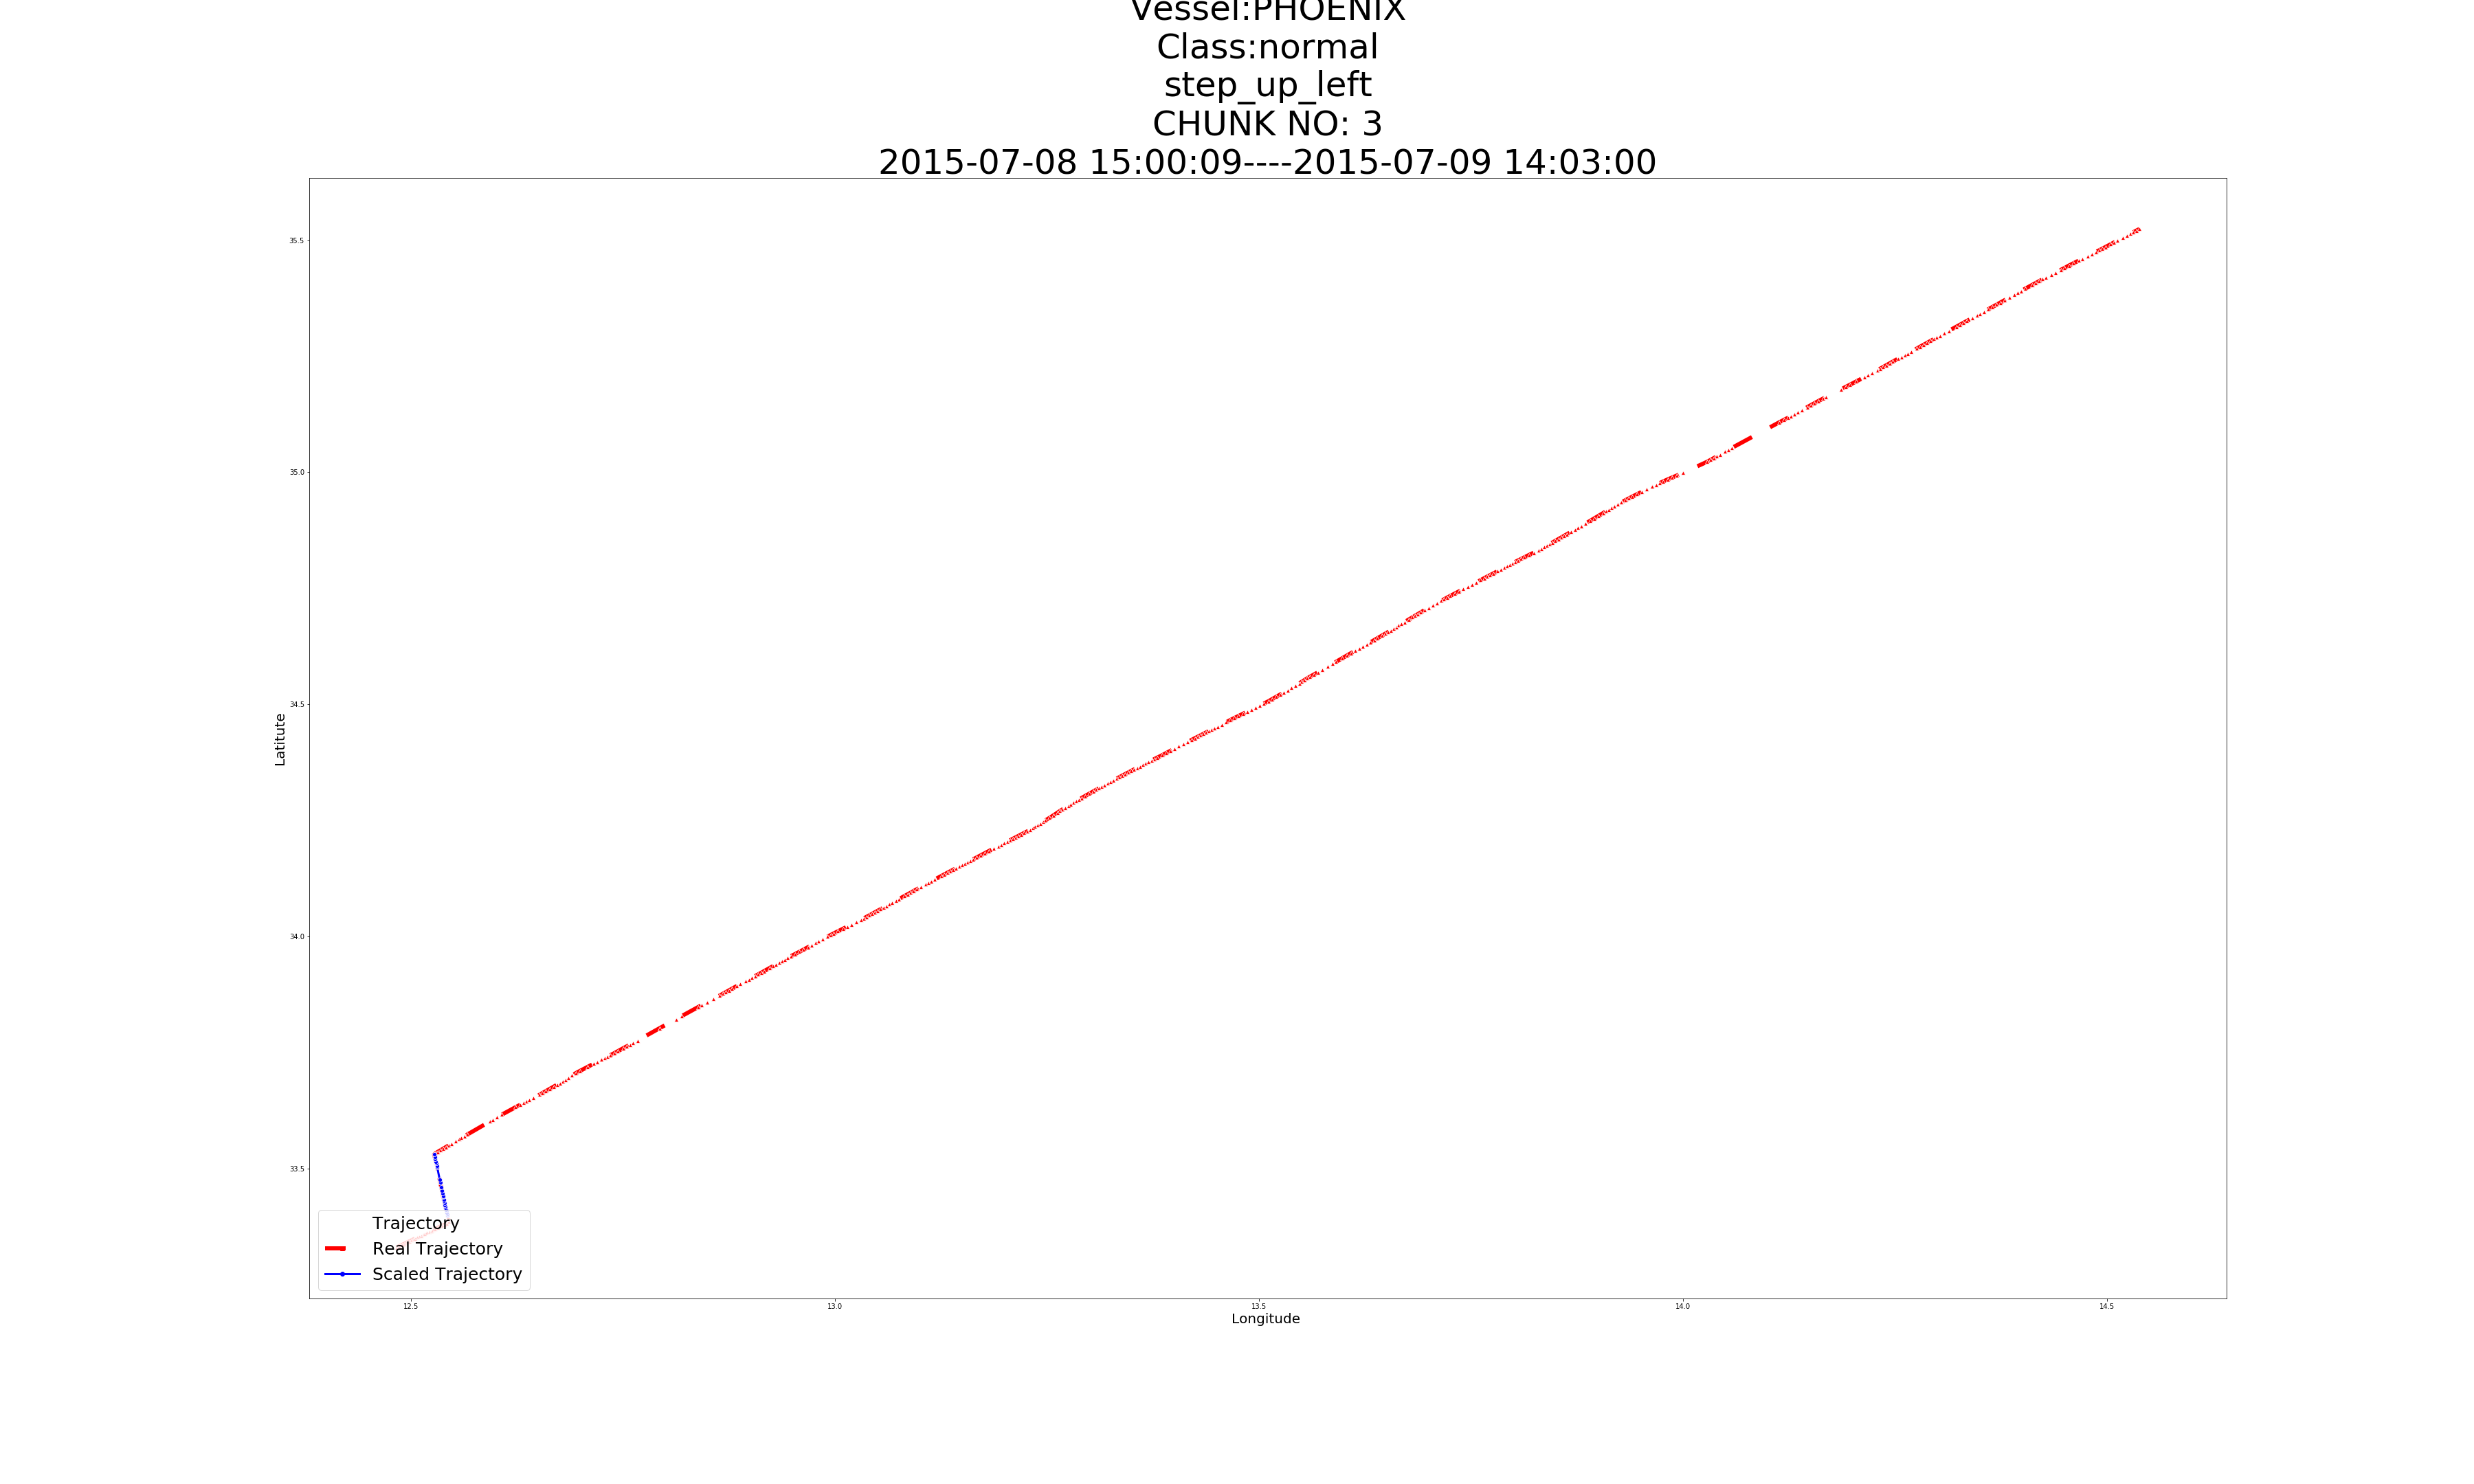 Vessel:PHOENIX
Class:normal
step_up_left
CHUNK NO: 3
2015-07-08 15:00:09----2015-07-09 14:03:00
35.5
35.0
34.5
34.0
33.5
Latitute
Trajectory
Real Trajectory
Scaled Trajectory
12.5
13.0
13.5
14.0
14.5
Longitude